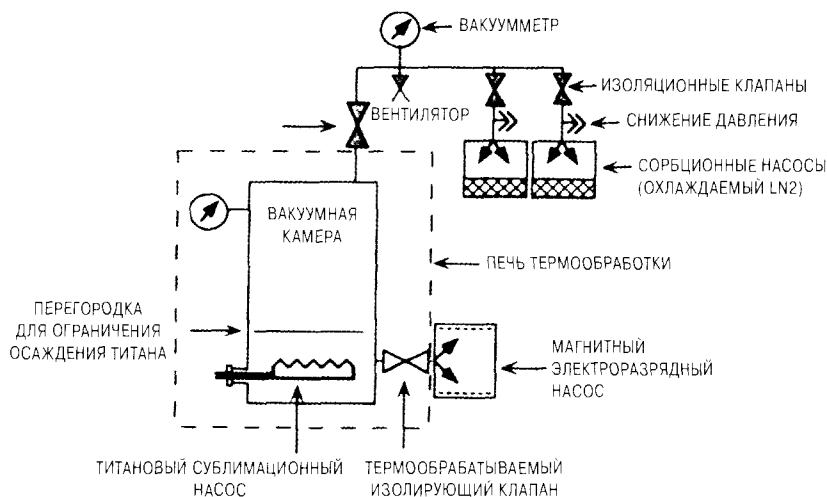 ВАКУУММЕТР
ИЗОЛЯЦИОННЫЕ КЛАПАНЫ
ВЕНТИЛЯТОР
СНИЖЕНИЕ ДАВЛЕНИЯ
СОРБЦИОННЫЕ НАСОСЫ
(ОХЛАЖДАЕМЫЙ LN2)
ВАКУУМНАЯ
КАМЕРА
ПЕЧЬ ТЕРМООБРАБОТКИ
ПЕРЕГОРОДКА
ДЛЯ ОГРАНИЧЕНИЯ
ОСАЖДЕНИЯ ТИТАНА
МАГНИТНЫЙ
ЭЛЕКТРОРАЗРЯДНЫЙ
НАСОС
ТИТАНОВЫЙ СУБЛИМАЦИОННЫЙ
НАСОС
ТЕРМООБРАБАТЫВАЕМЫЙ
ИЗОЛИРУЮЩИЙ КЛАПАН